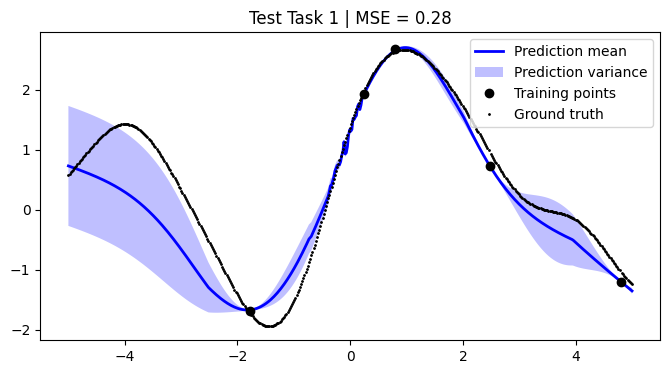 Test Task 1 | MSE = 0.28
Prediction mean
Prediction variance
Training points
Ground truth
2
1
0
−1
−2
−4
−2
0
2
4